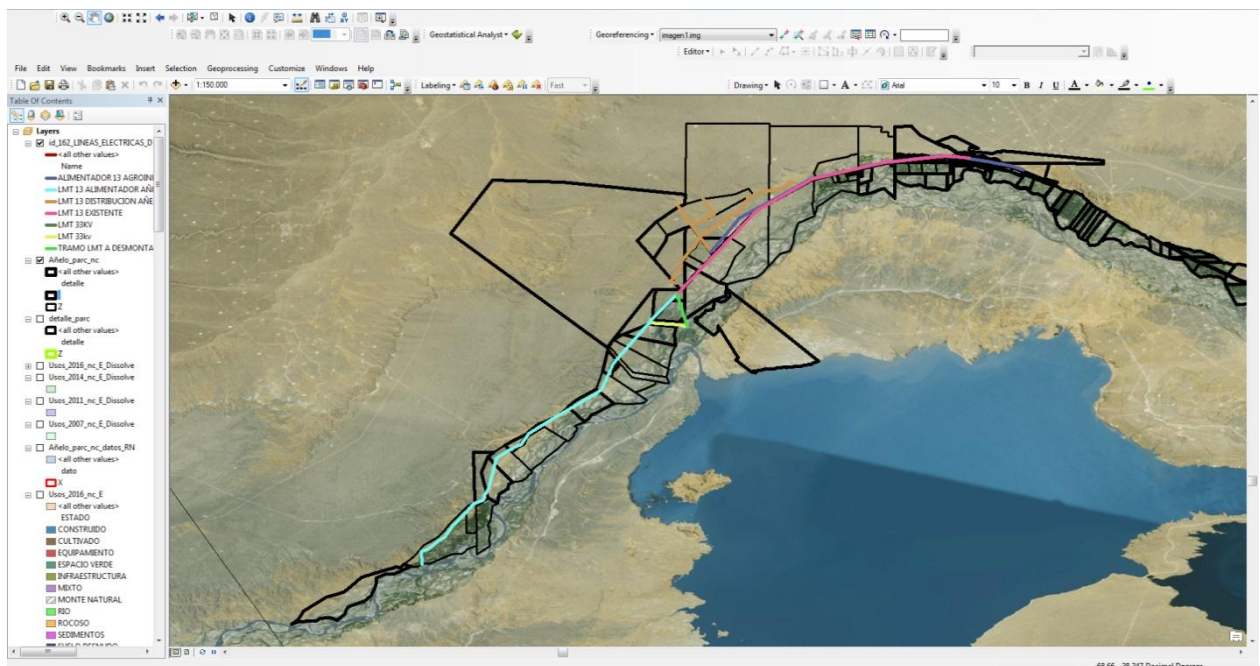 Geostatistical Analyst
Georeferencing imagen1.img
Editor
File Edit View Bookmarks Insert Selection Geoprocessing Customize Windows Help
1:150.000 Labeling Fast Drawing A Arial 10 B I U A
Table Of Contents
Layers
id_162_LINEAS_ELECTRICAS_D
<all other values>
Name
ALIMENTADOR 13 AGROIN
LMT 13 ALIMENTADOR AÑ
LMT 13 DISTRIBUCION AÑE
LMT 13 EXISTENTE
LMT 33KV
LMT 33kv
TRAMO LMT A DESMONTA
Añelo_parc_nc
<all other values>
detalle
Z
detalle_parc
<all other values>
detalle
Z
Usos_2016_nc_E_Dissolve
Usos_2014_nc_E_Dissolve
Usos_2011_nc_E_Dissolve
Usos_2007_nc_E_Dissolve
Añelo_parc_nc_datos_RN
<all other values>
dato
X
Usos_2016_nc_E
<all other values>
ESTADO
CONSTRUIDO
CULTIVADO
EQUIPAMIENTO
ESPACIO VERDE
INFRAESTRUCTURA
MIXTO
MONTE NATURAL
RIO
ROCOSO
SEDIMENTOS
SUELO DESNUDO
Decimal Degrees